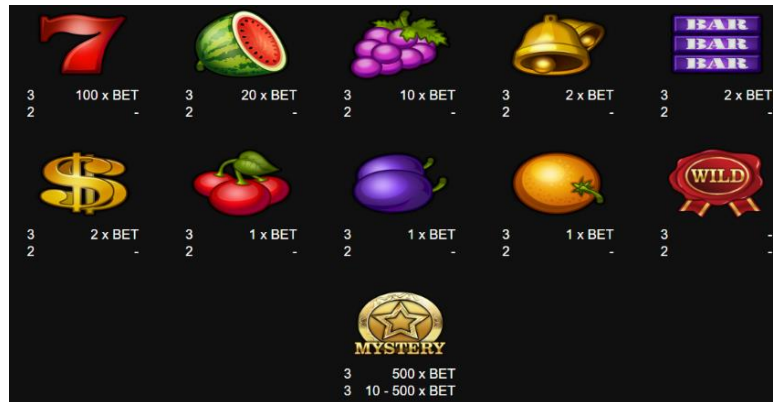 BAR
BAR
BAR
3 100 x BET 3 20 x BET 3 10 x BET 3 2 x BET 3 2 x BET
2 - 2 - 2 - 2 - 2 -
WILD
3 2 x BET 3 1 x BET 3 1 x BET 3 1 x BET 3 -
2 - 2 - 2 - 2 - 2 -
MYSTERY
3 500 x BET
3 10 - 500 x BET